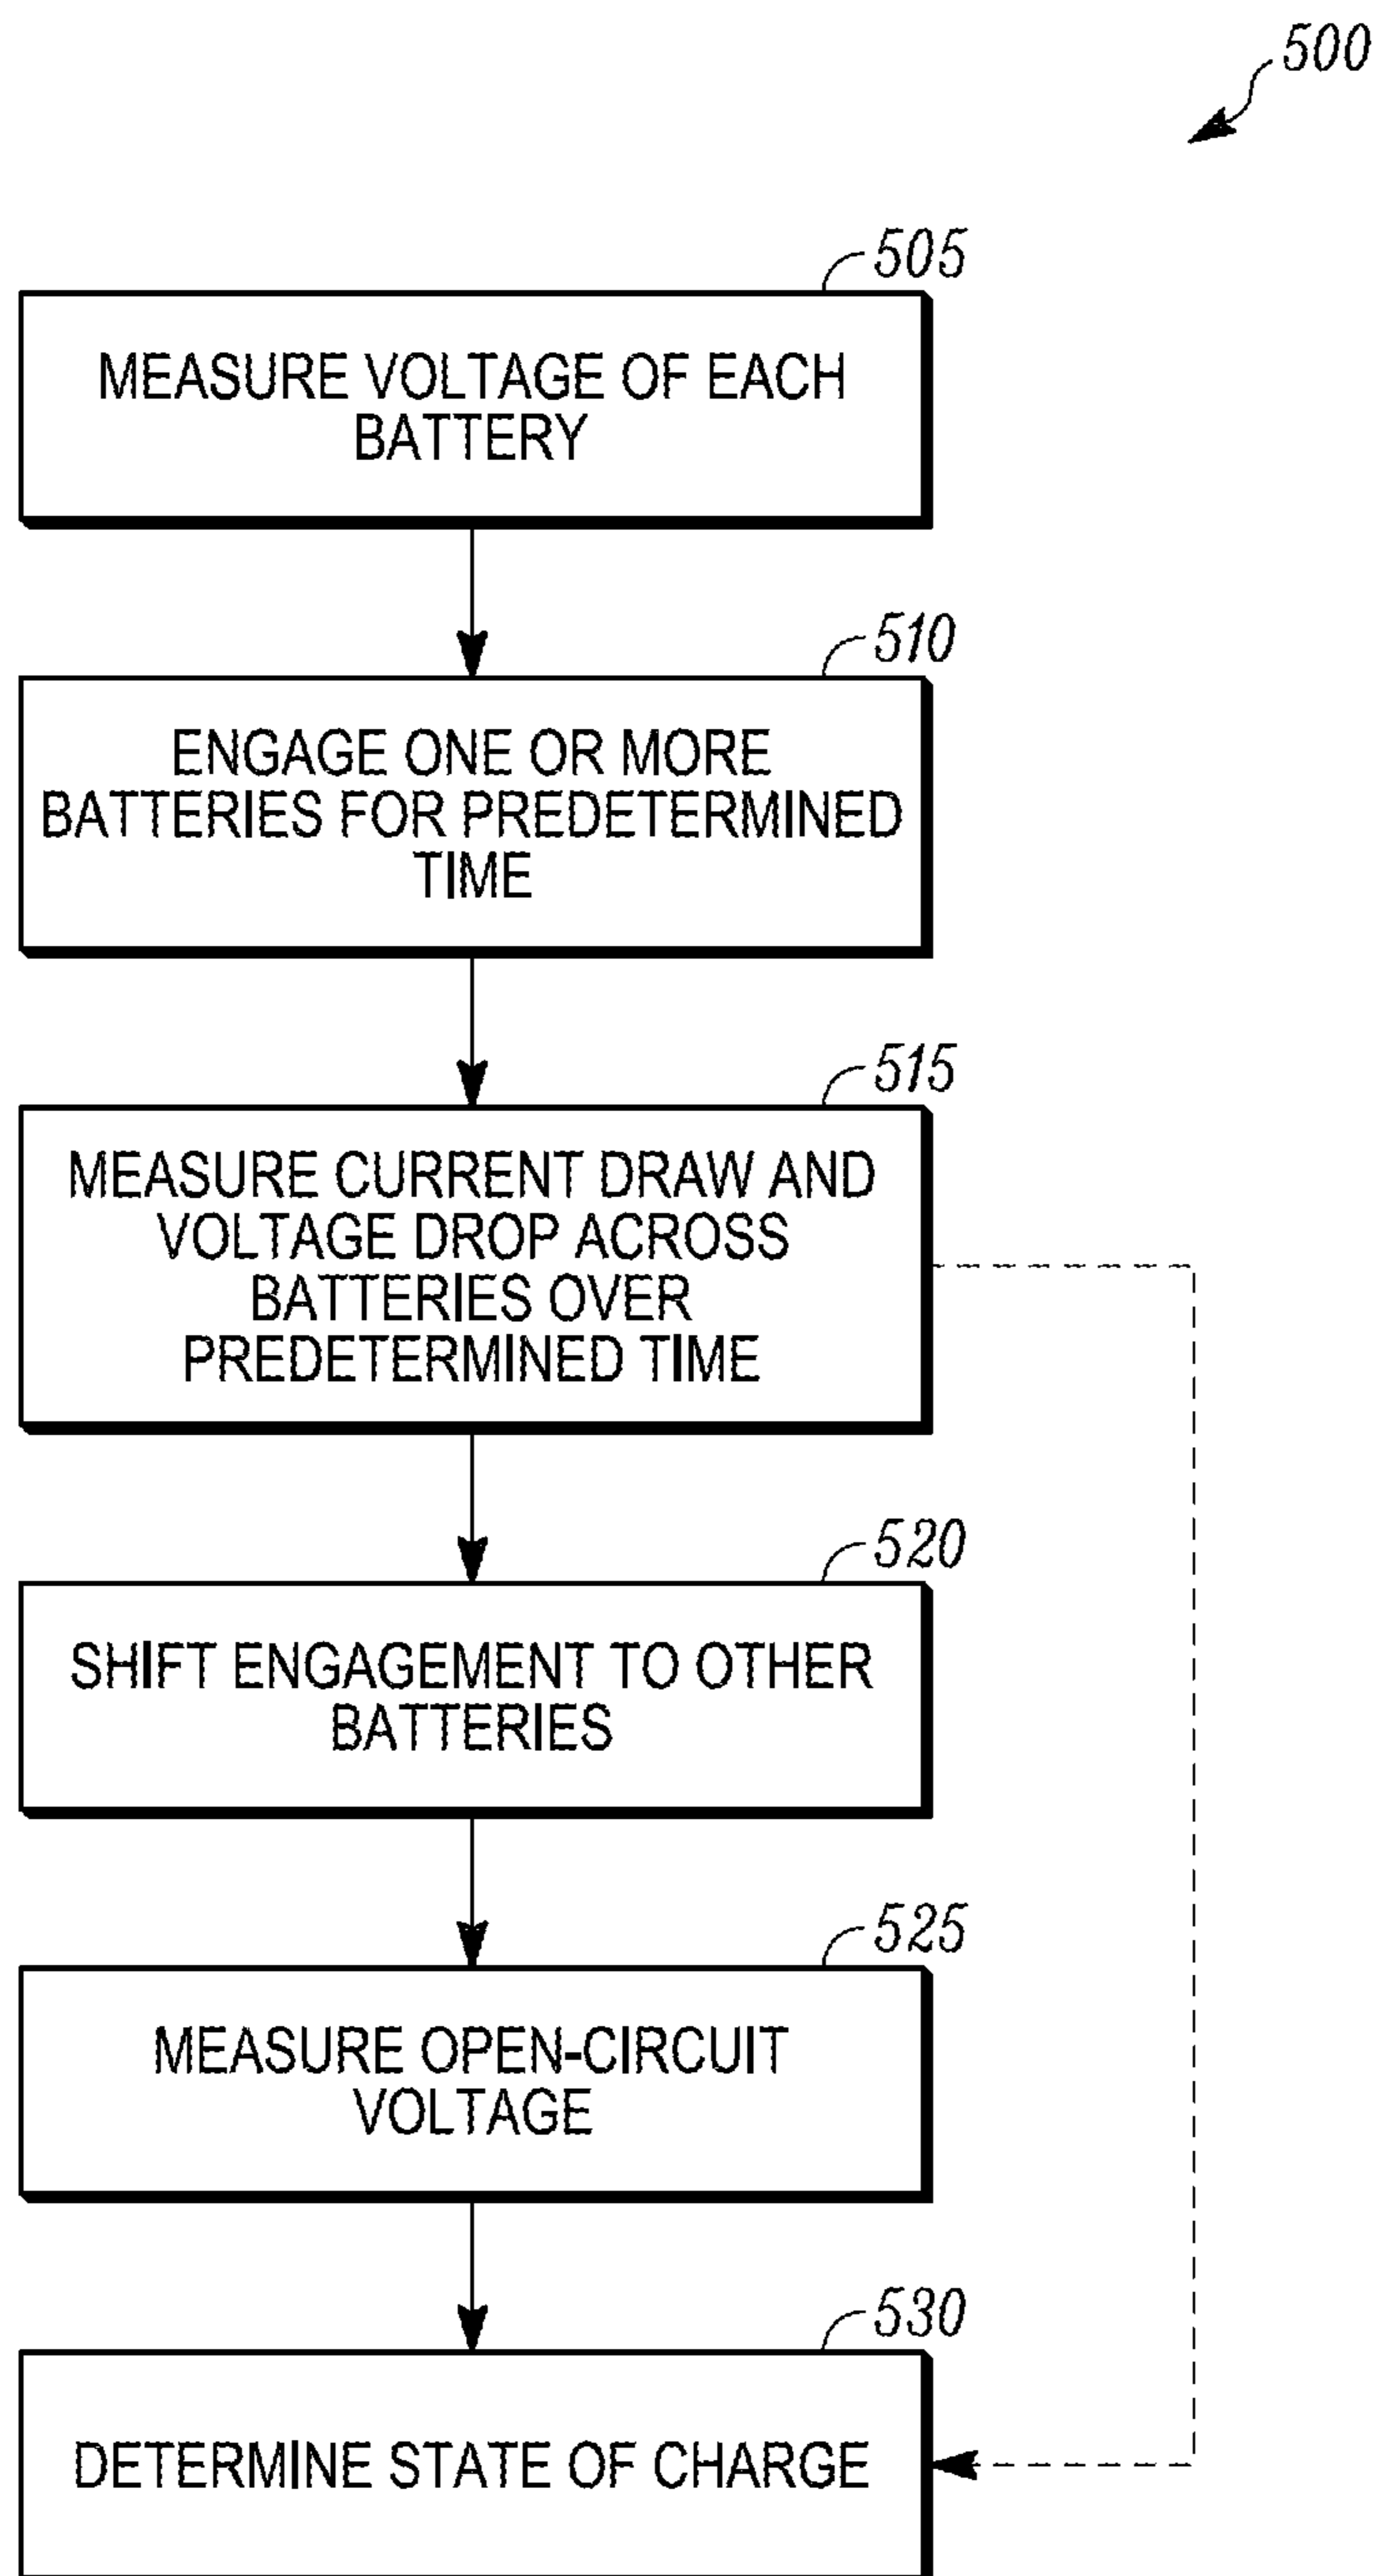 500
505
MEASURE VOLTAGE OF EACH
BATTERY
510
ENGAGE ONE OR MORE
BATTERIES FOR PREDETERMINED
TIME
515
MEASURE CURRENT DRAW AND
VOLTAGE DROP ACROSS
BATTERIES OVER
PREDETERMINED TIME
520
SHIFT ENGAGEMENT TO OTHER
BATTERIES
525
MEASURE OPEN-CIRCUIT
VOLTAGE
530
DETERMINE STATE OF CHARGE